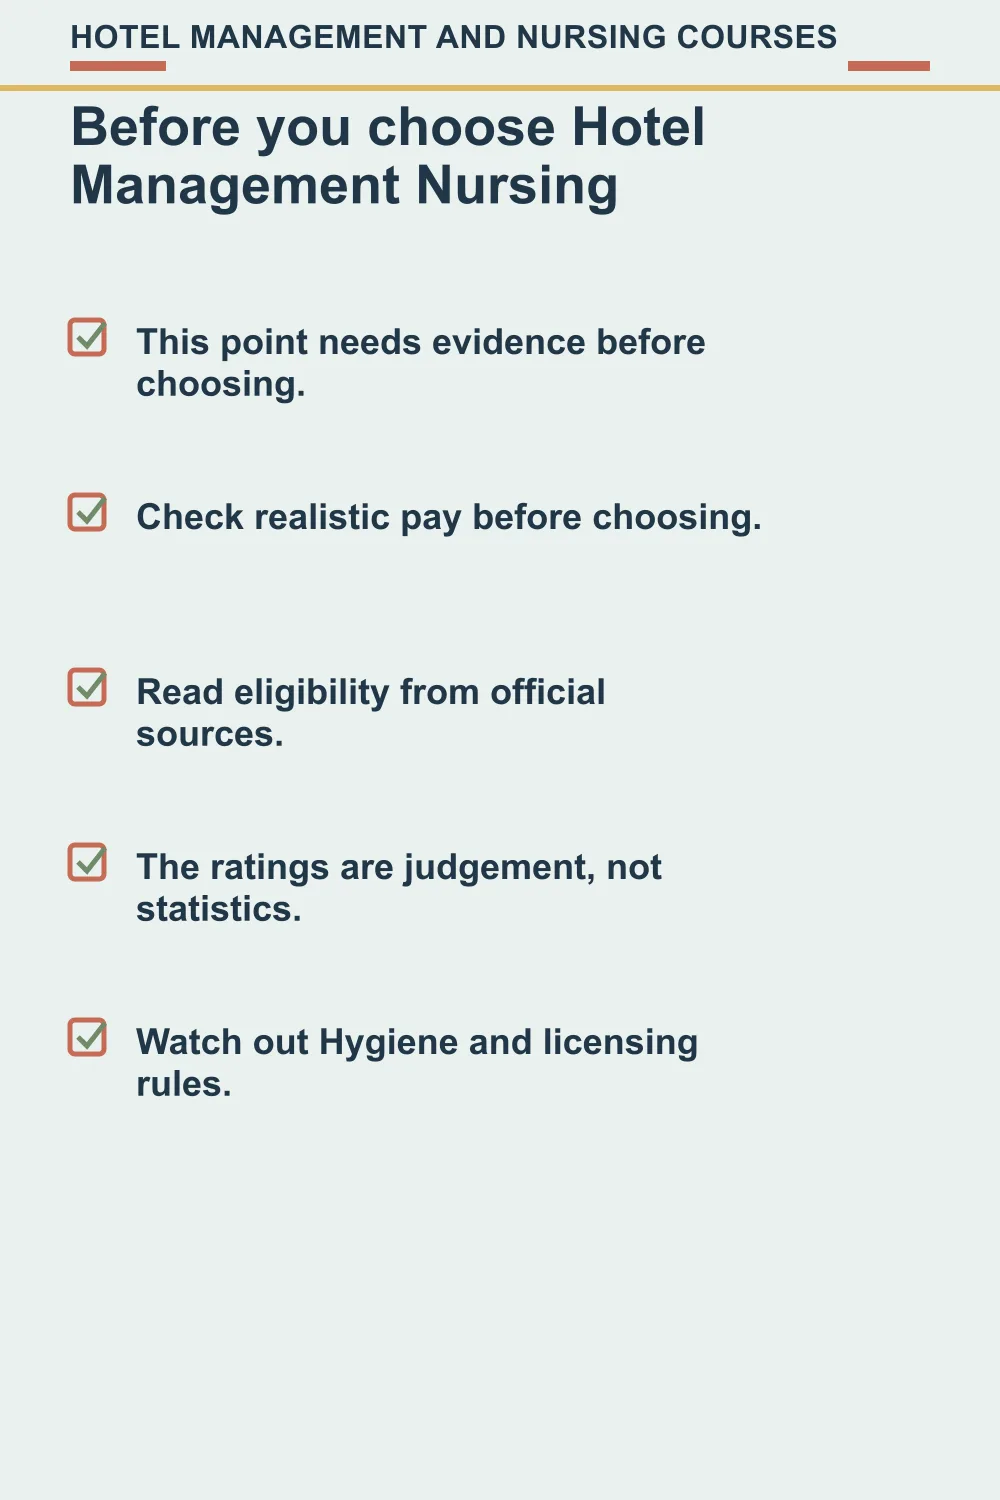 HOTEL MANAGEMENT AND NURSING COURSES
Before you choose Hotel
Management Nursing
This point needs evidence before
choosing.
Check realistic pay before choosing.
Read eligibility from official
sources.
The ratings are judgement, not
statistics.
Watch out Hygiene and licensing
rules.